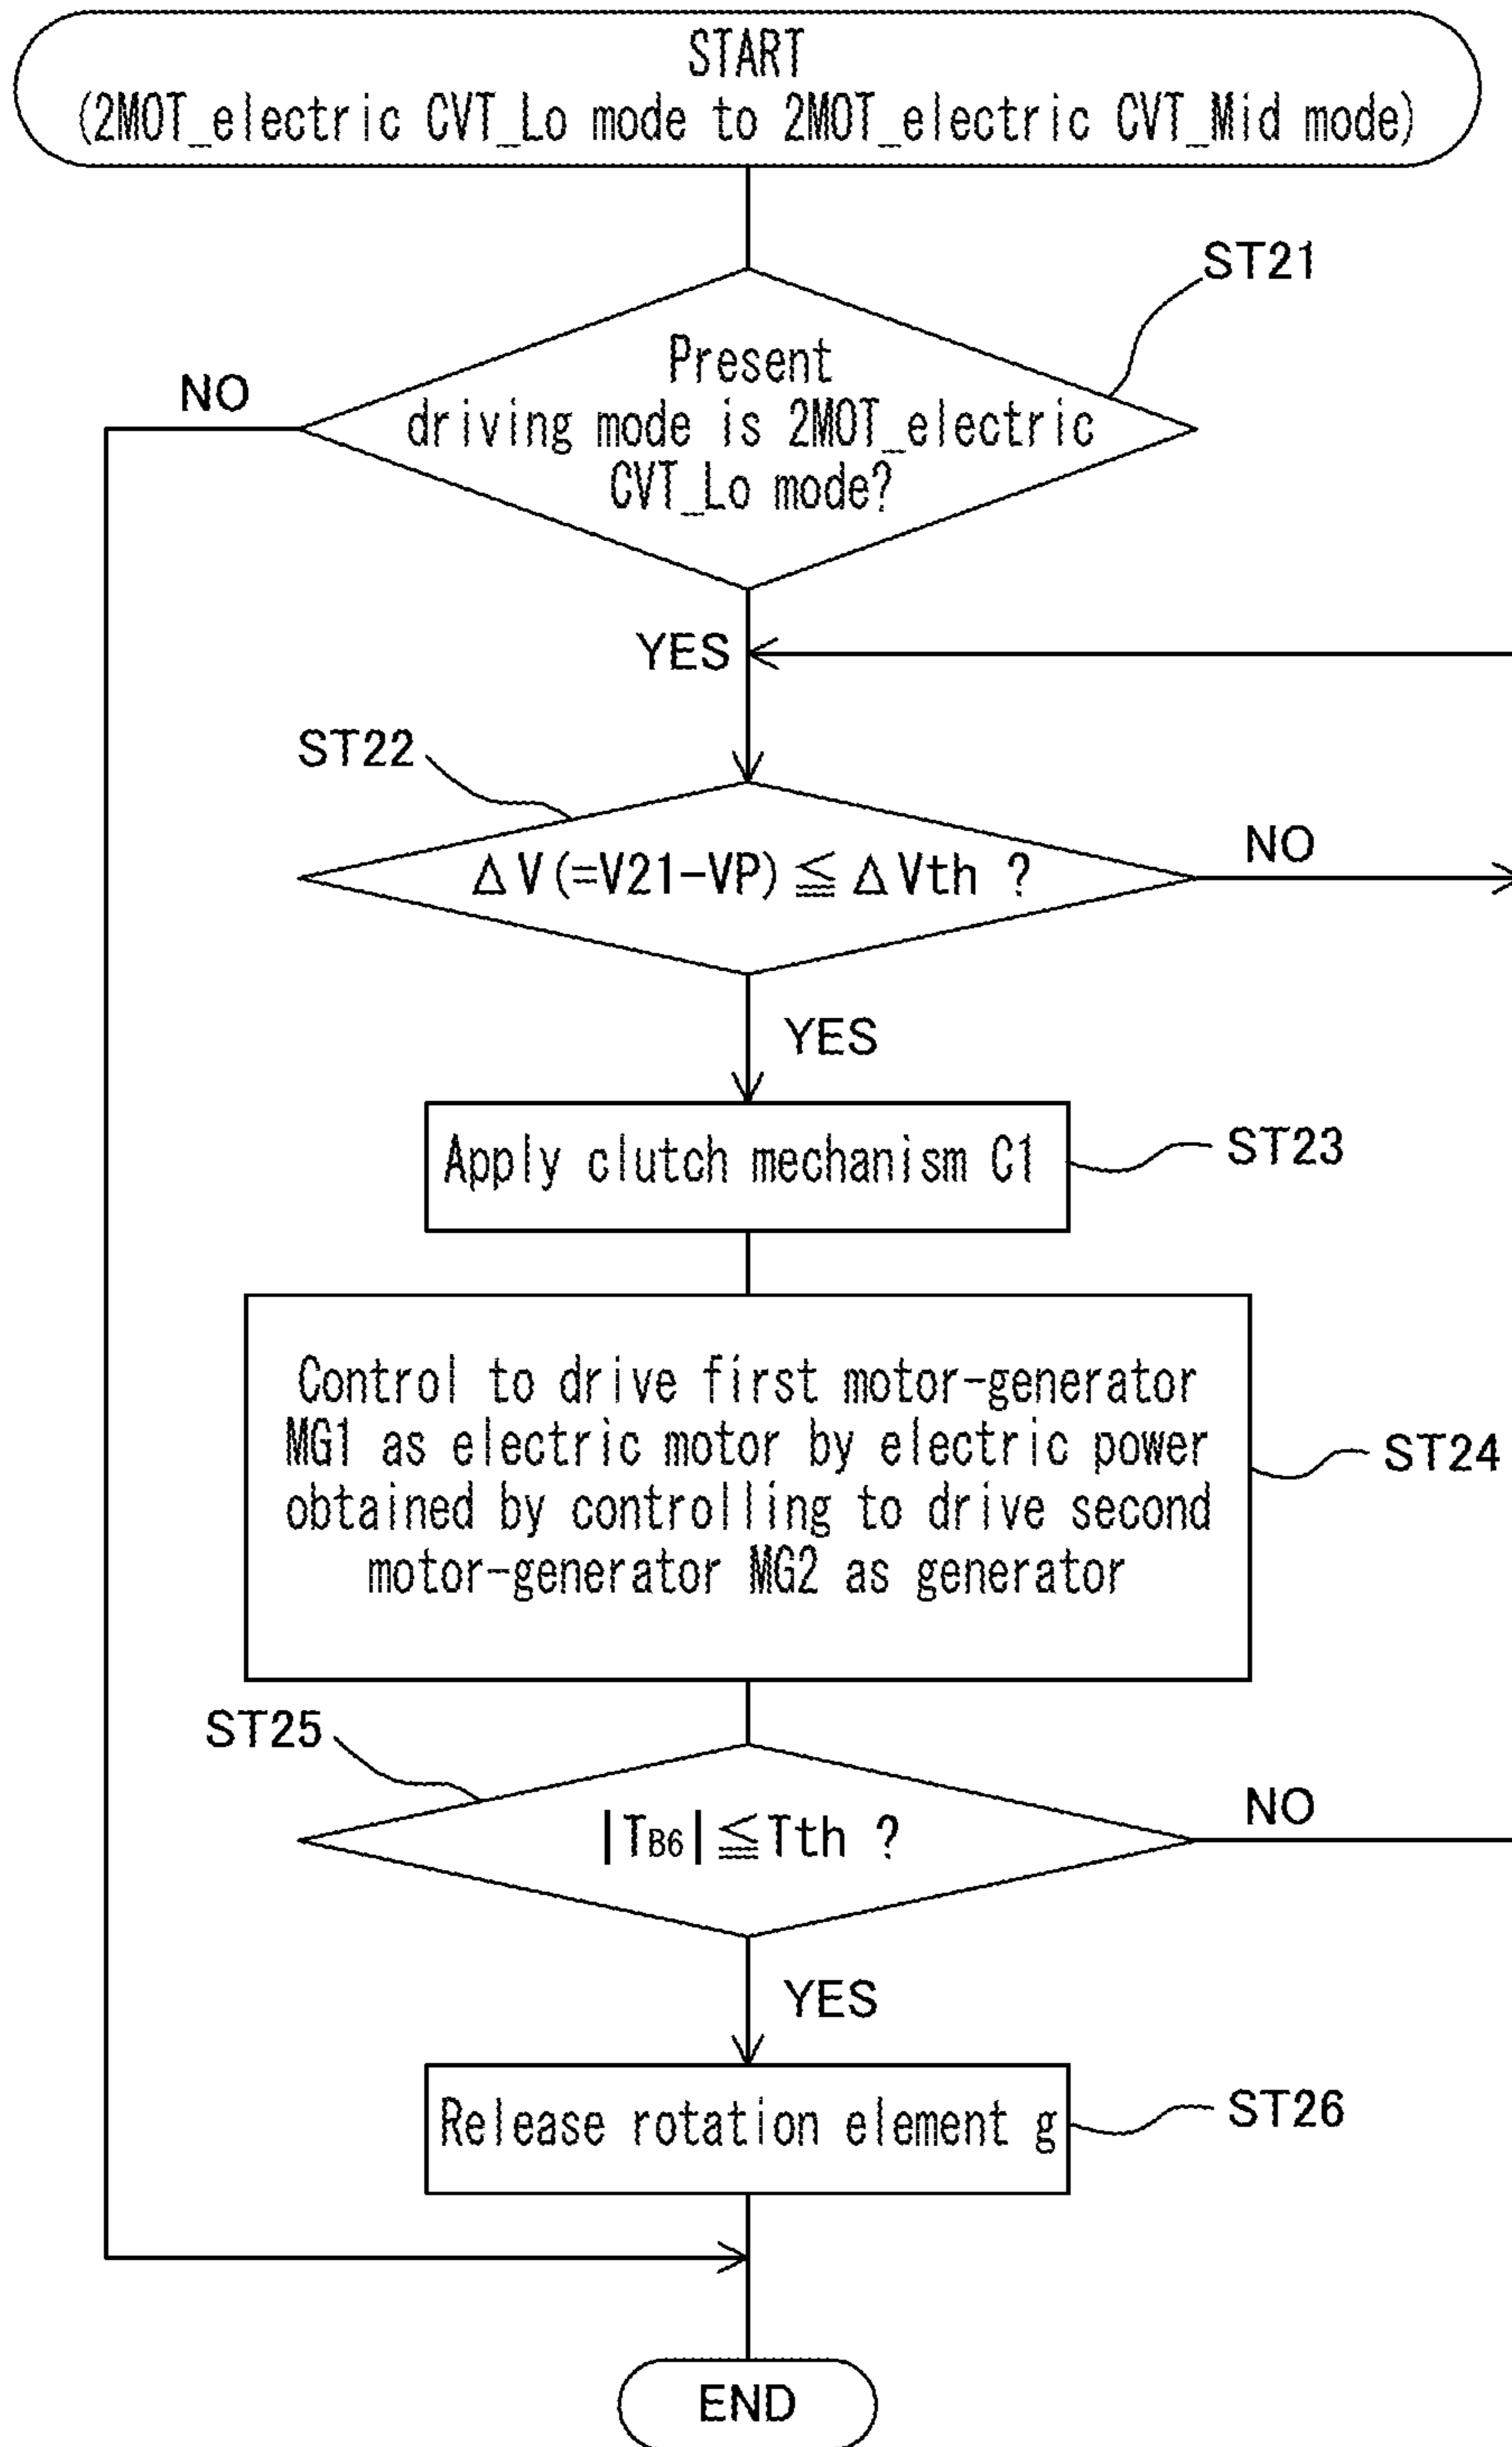 START
(2MOT_electric CVT_Lo mode to 2MOT_electric CVT_Mid mode)
ST21
NO
Present
driving mode is 2MOT_electric
CVT_Lo mode?
YES
ST22
ΔV(=V21-VP)≦ΔVth ?
NO
YES
Apply clutch mechanism C1
ST23
Control to drive first motor-generator
MG1 as electric motor by electric power
obtained by controlling to drive second
motor-generator MG2 as generator
ST24
ST25
|TB6|≦Tth ?
NO
YES
Release rotation element g
ST26
END